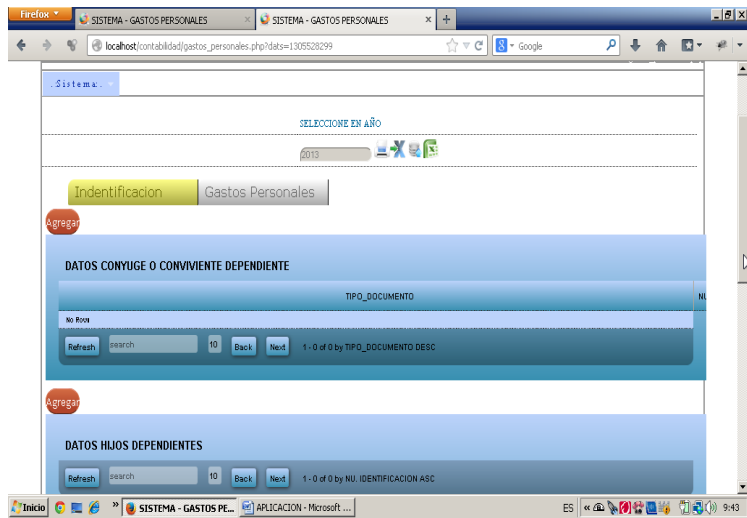 Firefox
SISTEMA - GASTOS PERSONALES
SISTEMA - GASTOS PERSONALES
localhost/contabilidad/gastos_personales.php?dats=1305528299
Google
.:Sistema:.
SELECCIONE EN AÑO
2013
Indentificacion
Gastos Personales
Agregar
DATOS CONYUGE O CONVIVIENTE DEPENDIENTE
TIPO_DOCUMENTO NU
No Rows
Refresh search 10 Back Next 1 - 0 of 0 by TIPO_DOCUMENTO DESC
Agregar
DATOS HIJOS DEPENDIENTES
Refresh search 10 Back Next 1 - 0 of 0 by NU. IDENTIFICACION ASC
Inicio SISTEMA - GASTOS PE... APLICACION - Microsoft ... ES 9:43